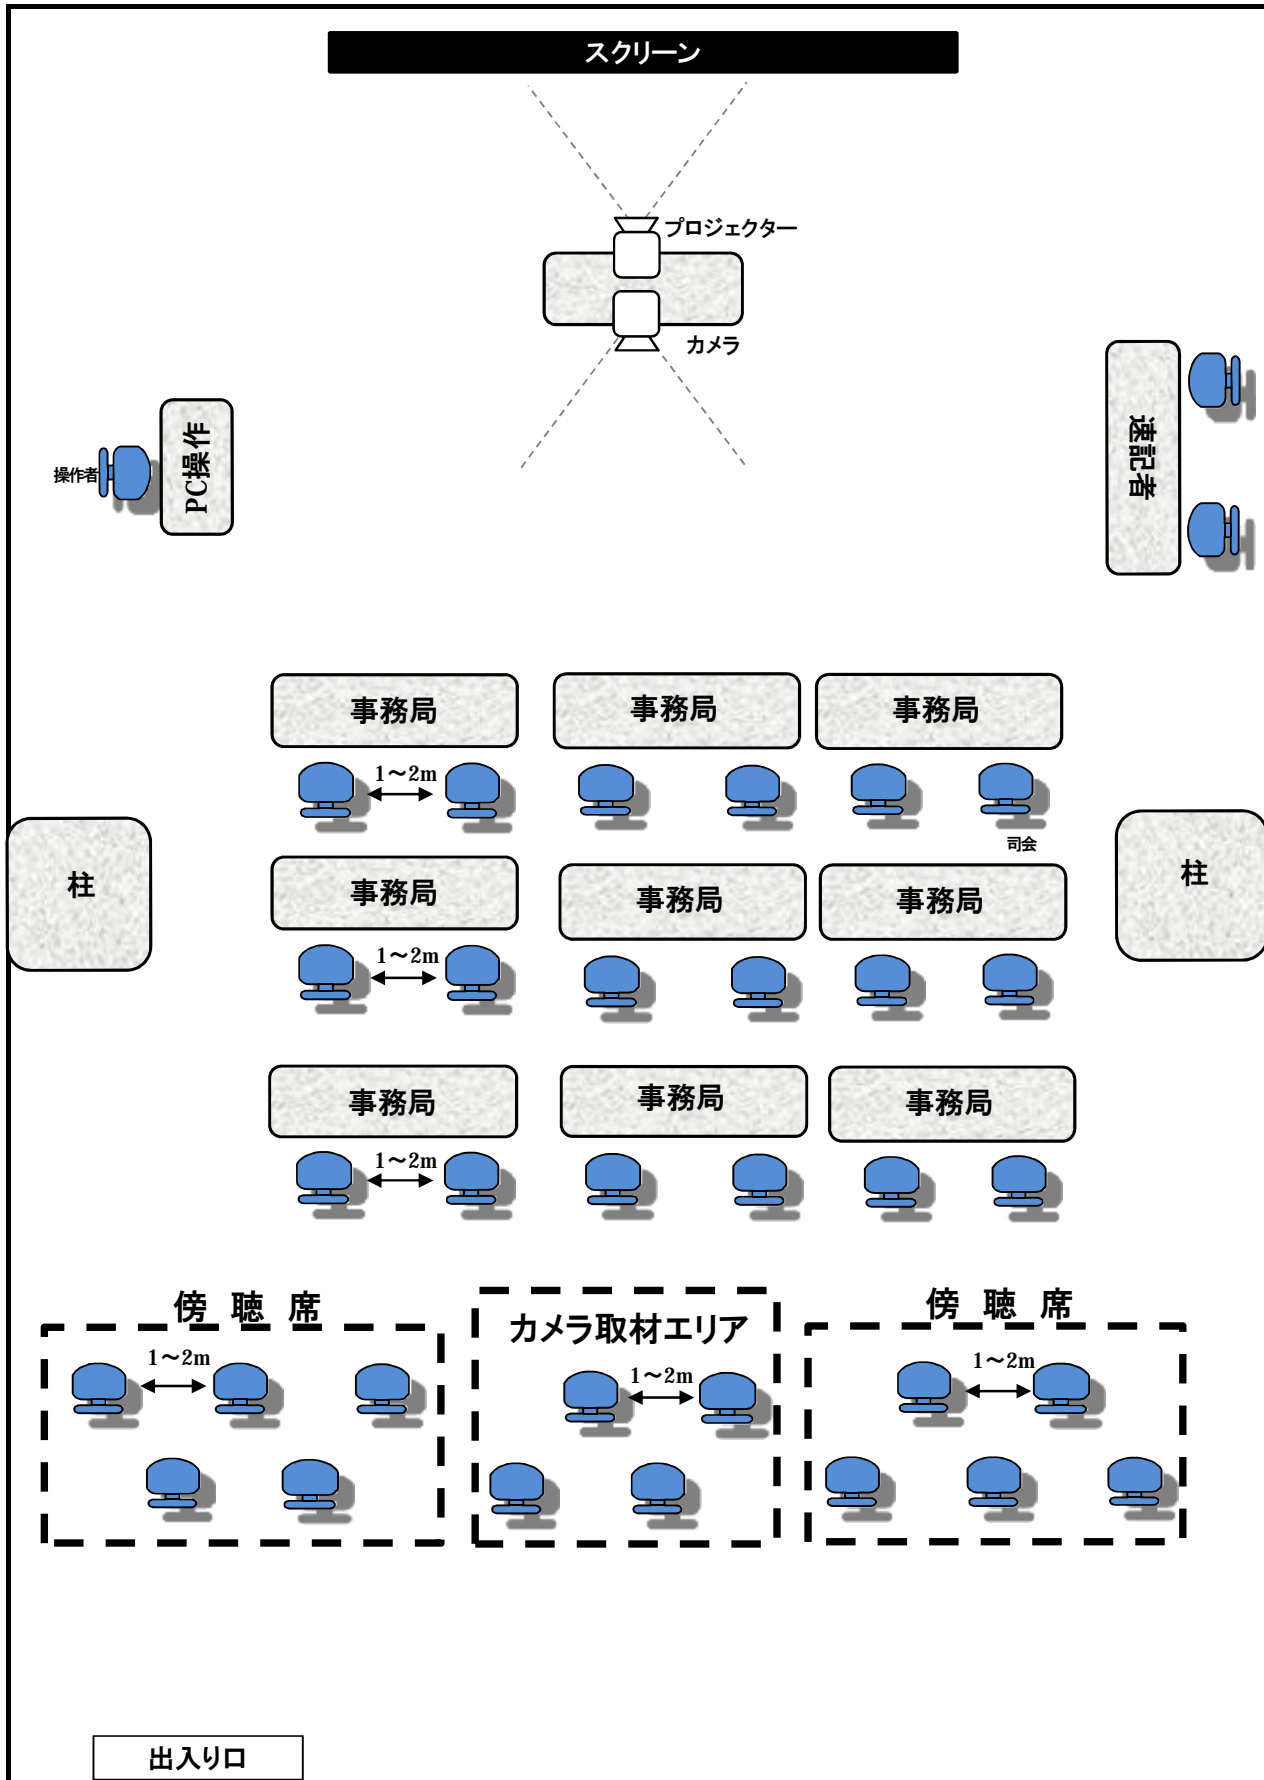 スクリーン
プロジェクター
カメラ
操作者
PC操作
速記者
事務局
事務局
事務局
1～2m
司会
柱
柱
事務局
事務局
事務局
1～2m
事務局
事務局
事務局
1～2m
傍 聴 席
カメラ取材エリア
傍 聴 席
1～2m
1～2m
1～2m
出入り口